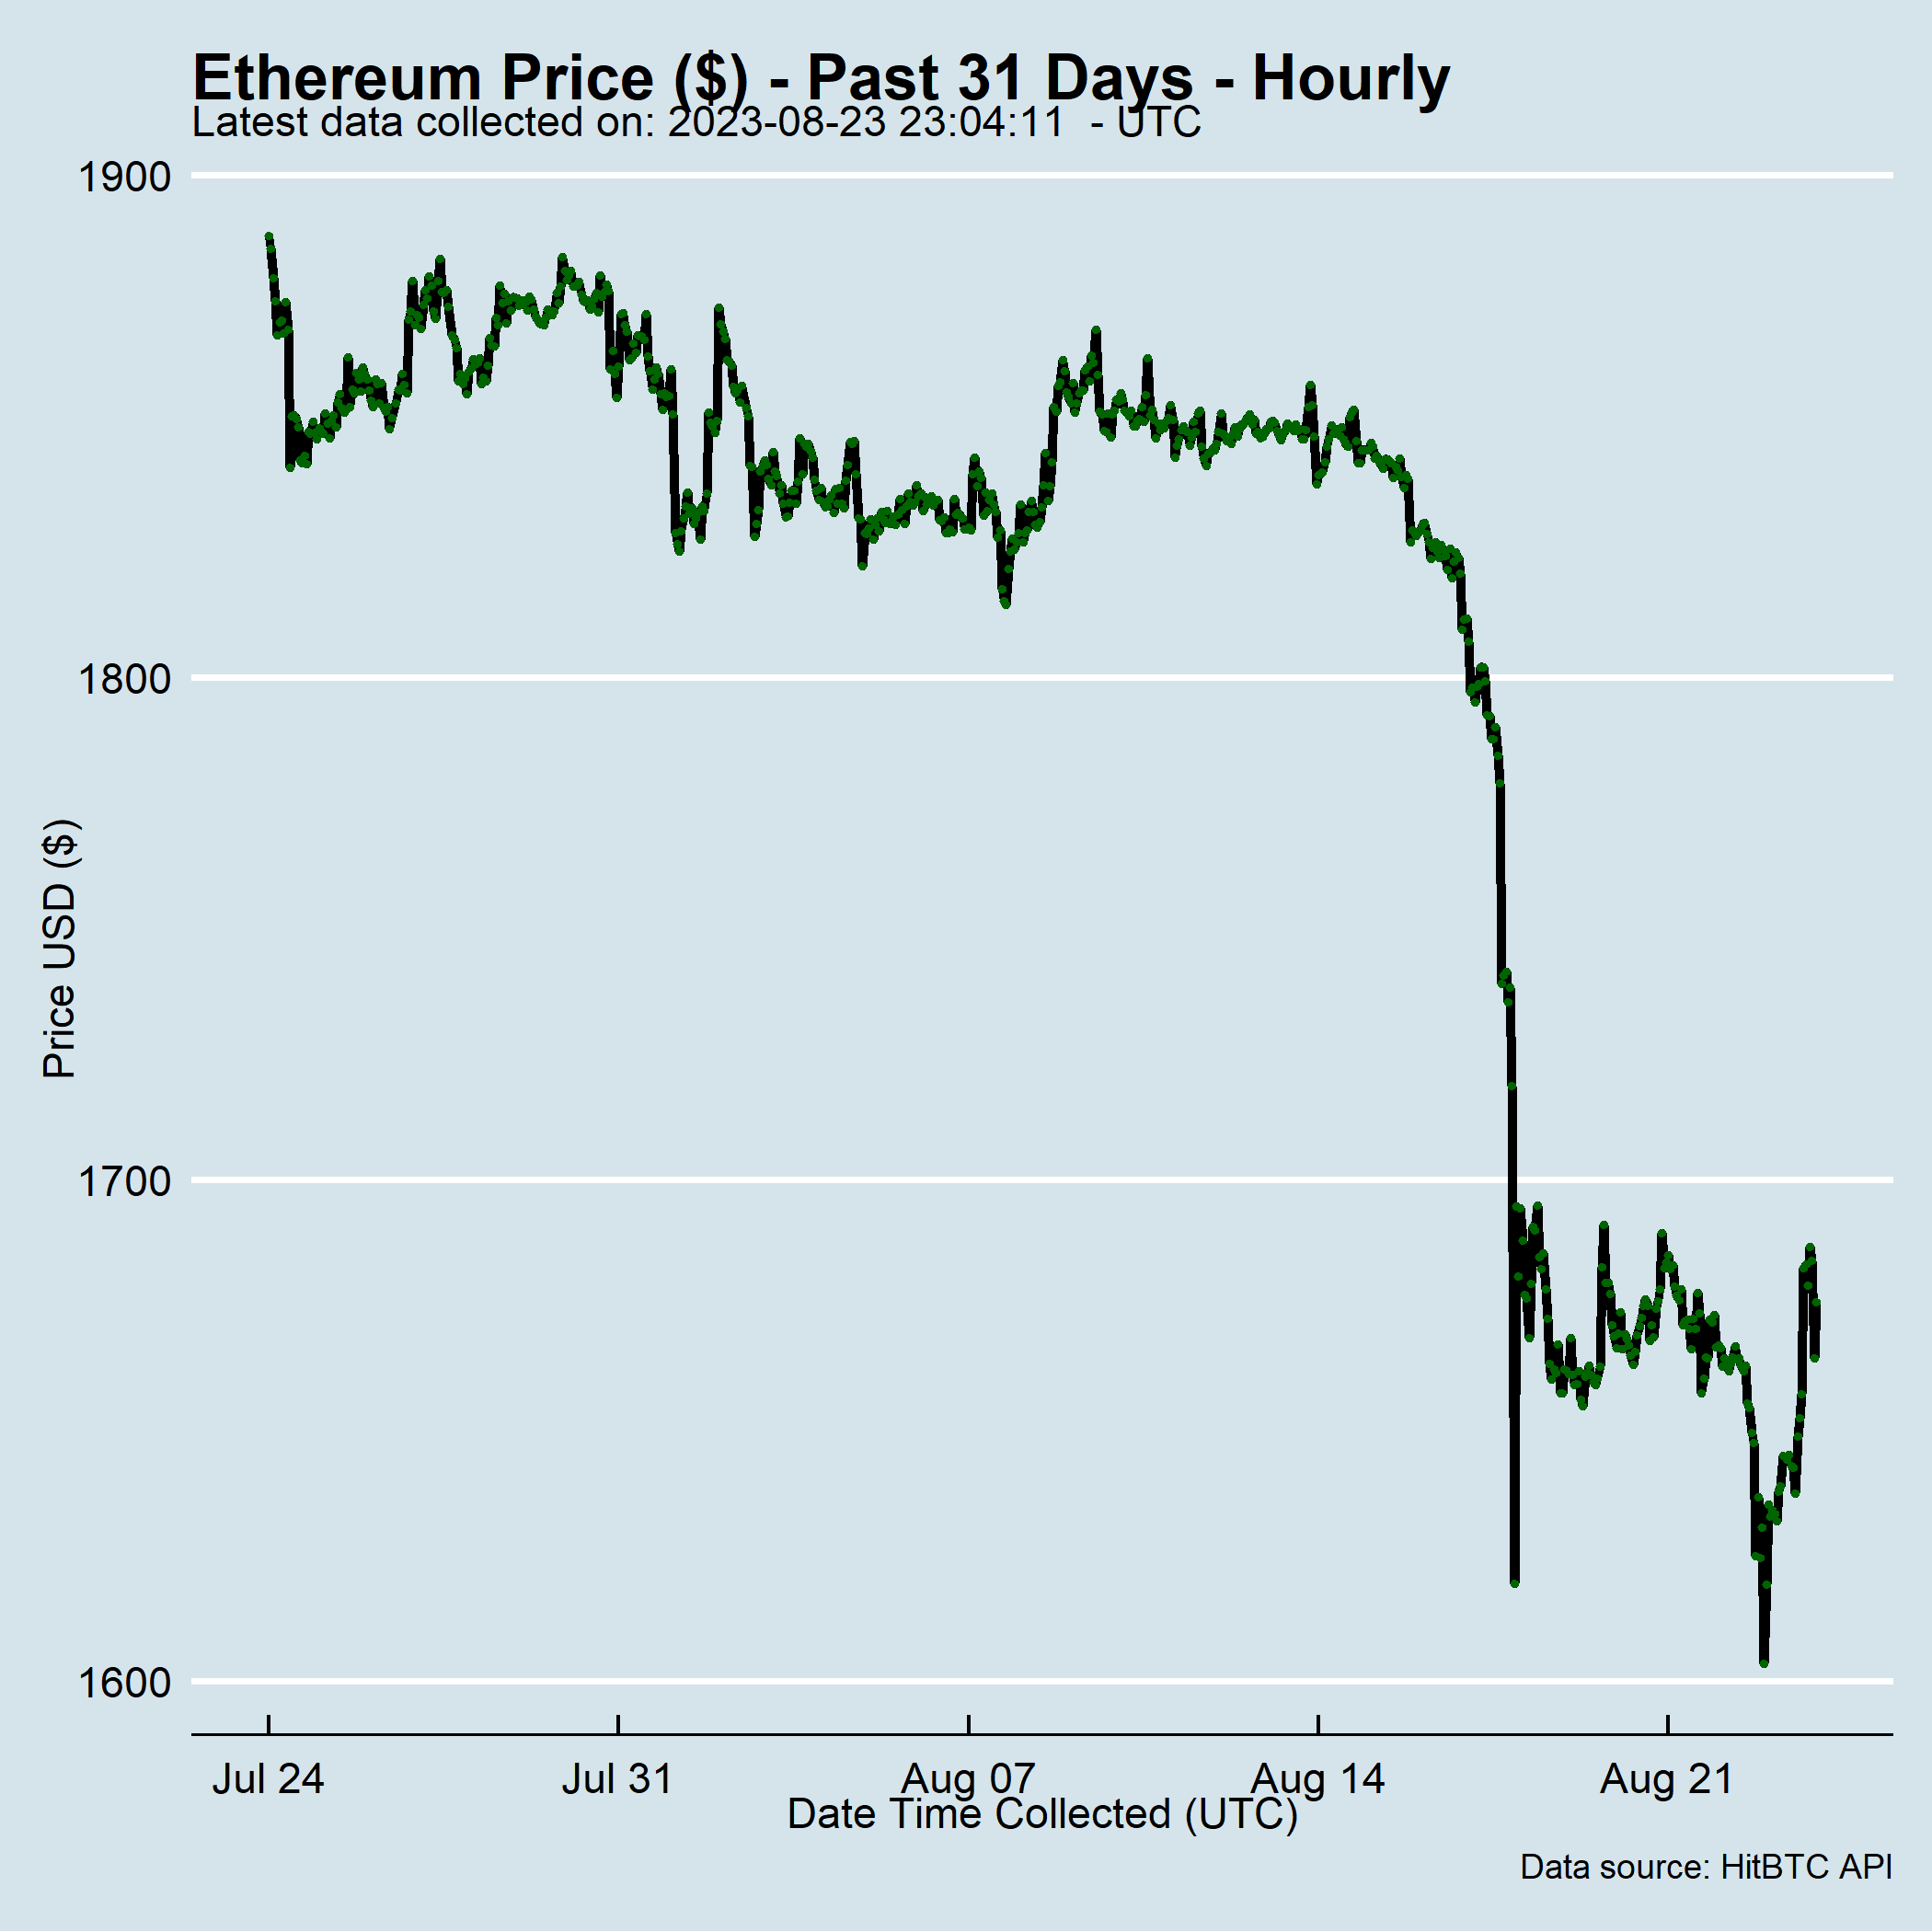 Ethereum Price ($) - Past 31 Days - Hourly
Latest data collected on: 2023-08-23 23:04:11  - UTC
1900
1800
1700
1600
Price USD ($)
Jul 24
Jul 31
Aug 07
Aug 14
Aug 21
Date Time Collected (UTC)
Data source: HitBTC API